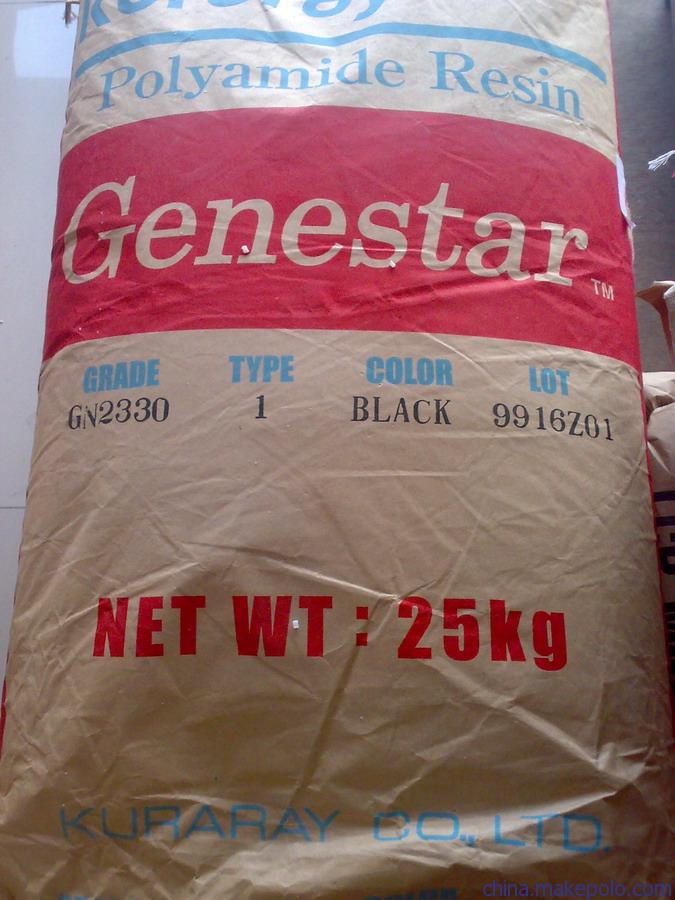 Polyamide Resin
Genestar TM
GRADE TYPE COLOR LOT
GN2330 1 BLACK 9916Z01
NET WT : 25kg
KURARAY CO., LTD.
china.makepolo.com